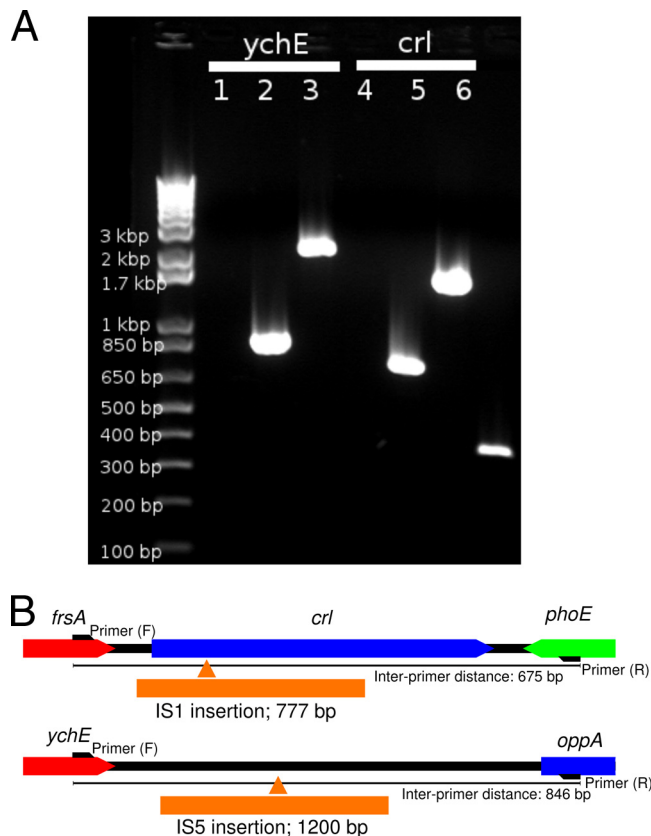 A
ychE crl
1 2 3 4 5 6
3 kbp
2 kbp
1.7 kbp
1 kbp
850 bp
650 bp
500 bp
400 bp
300 bp
200 bp
100 bp
B
frsA crl phoE
Primer (F)
Primer (R)
Inter-primer distance: 675 bp
IS1 insertion; 777 bp
ychE oppA
Primer (F)
Primer (R)
Inter-primer distance: 846 bp
IS5 insertion; 1200 bp